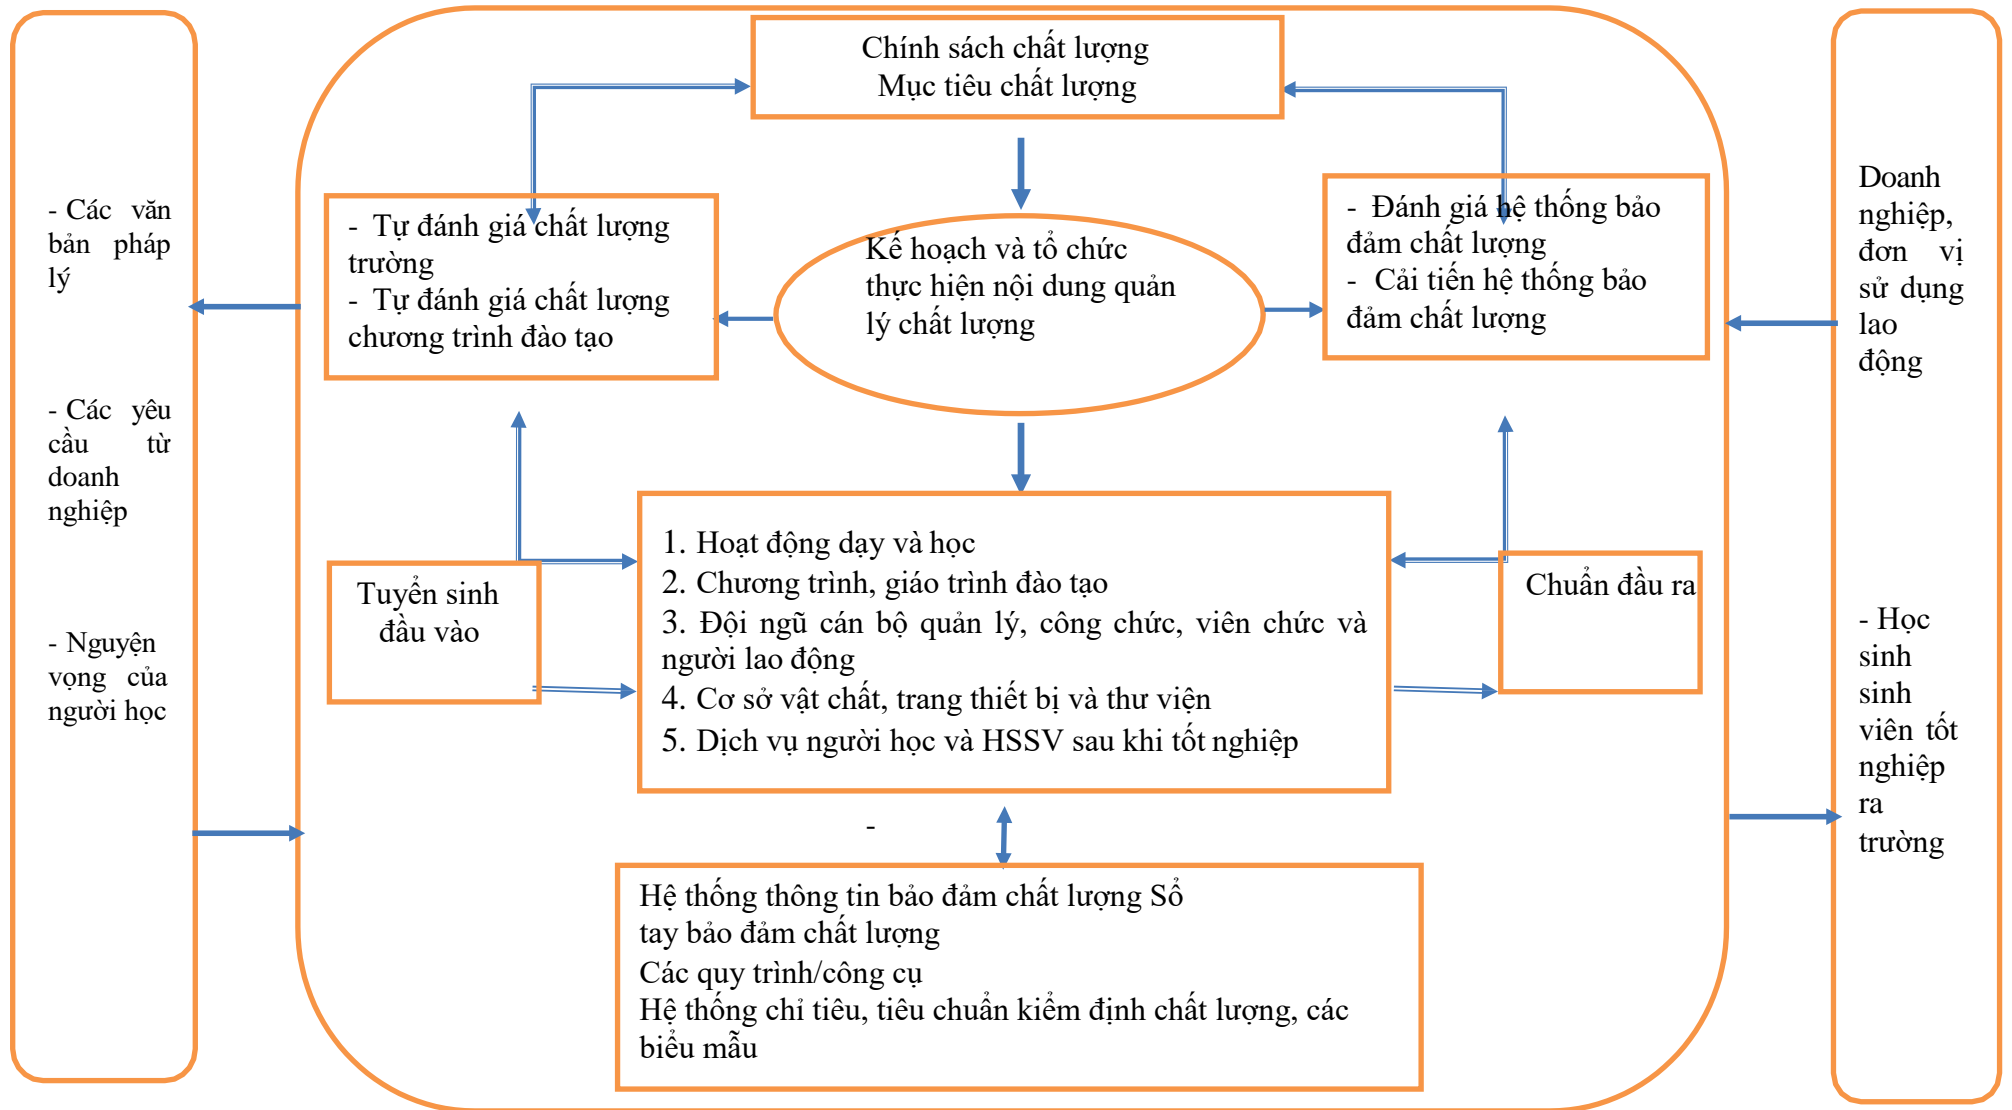 Chính sách chất lượng
Mục tiêu chất lượng
- Các văn
bản pháp
lý
- Các yêu
cầu từ
doanh
nghiệp
- Nguyện
vọng của
người học
- Tự đánh giá chất lượng
trường
- Tự đánh giá chất lượng
chương trình đào tạo
Kế hoạch và tổ chức
thực hiện nội dung quản
lý chất lượng
- Đánh giá hệ thống bảo
đảm chất lượng
- Cải tiến hệ thống bảo
đảm chất lượng
Tuyển sinh
đầu vào
1. Hoạt động dạy và học
2. Chương trình, giáo trình đào tạo
3. Đội ngũ cán bộ quản lý, công chức, viên chức và
người lao động
4. Cơ sở vật chất, trang thiết bị và thư viện
5. Dịch vụ người học và HSSV sau khi tốt nghiệp
Chuẩn đầu ra
-
Hệ thống thông tin bảo đảm chất lượng Sổ
tay bảo đảm chất lượng
Các quy trình/công cụ
Hệ thống chỉ tiêu, tiêu chuẩn kiểm định chất lượng, các
biểu mẫu
Doanh
nghiệp,
đơn vị
sử dụng
lao
động
- Học
sinh
sinh
viên tốt
nghiệp
ra
trường